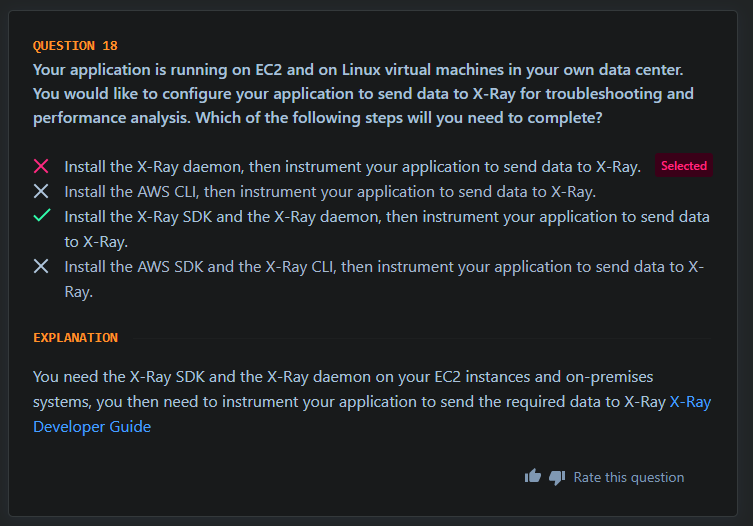 QUESTION 18
Your application is running on EC2 and on Linux virtual machines in your own data center.
You would like to configure your application to send data to X-Ray for troubleshooting and
performance analysis. Which of the following steps will you need to complete?
Install the X-Ray daemon, then instrument your application to send data to X-Ray. Selected
Install the AWS CLI, then instrument your application to send data to X-Ray.
Install the X-Ray SDK and the X-Ray daemon, then instrument your application to send data
to X-Ray.
Install the AWS SDK and the X-Ray CLI, then instrument your application to send data to X-
Ray.
EXPLANATION
You need the X-Ray SDK and the X-Ray daemon on your EC2 instances and on-premises
systems, you then need to instrument your application to send the required data to X-Ray X-Ray
Developer Guide
Rate this question